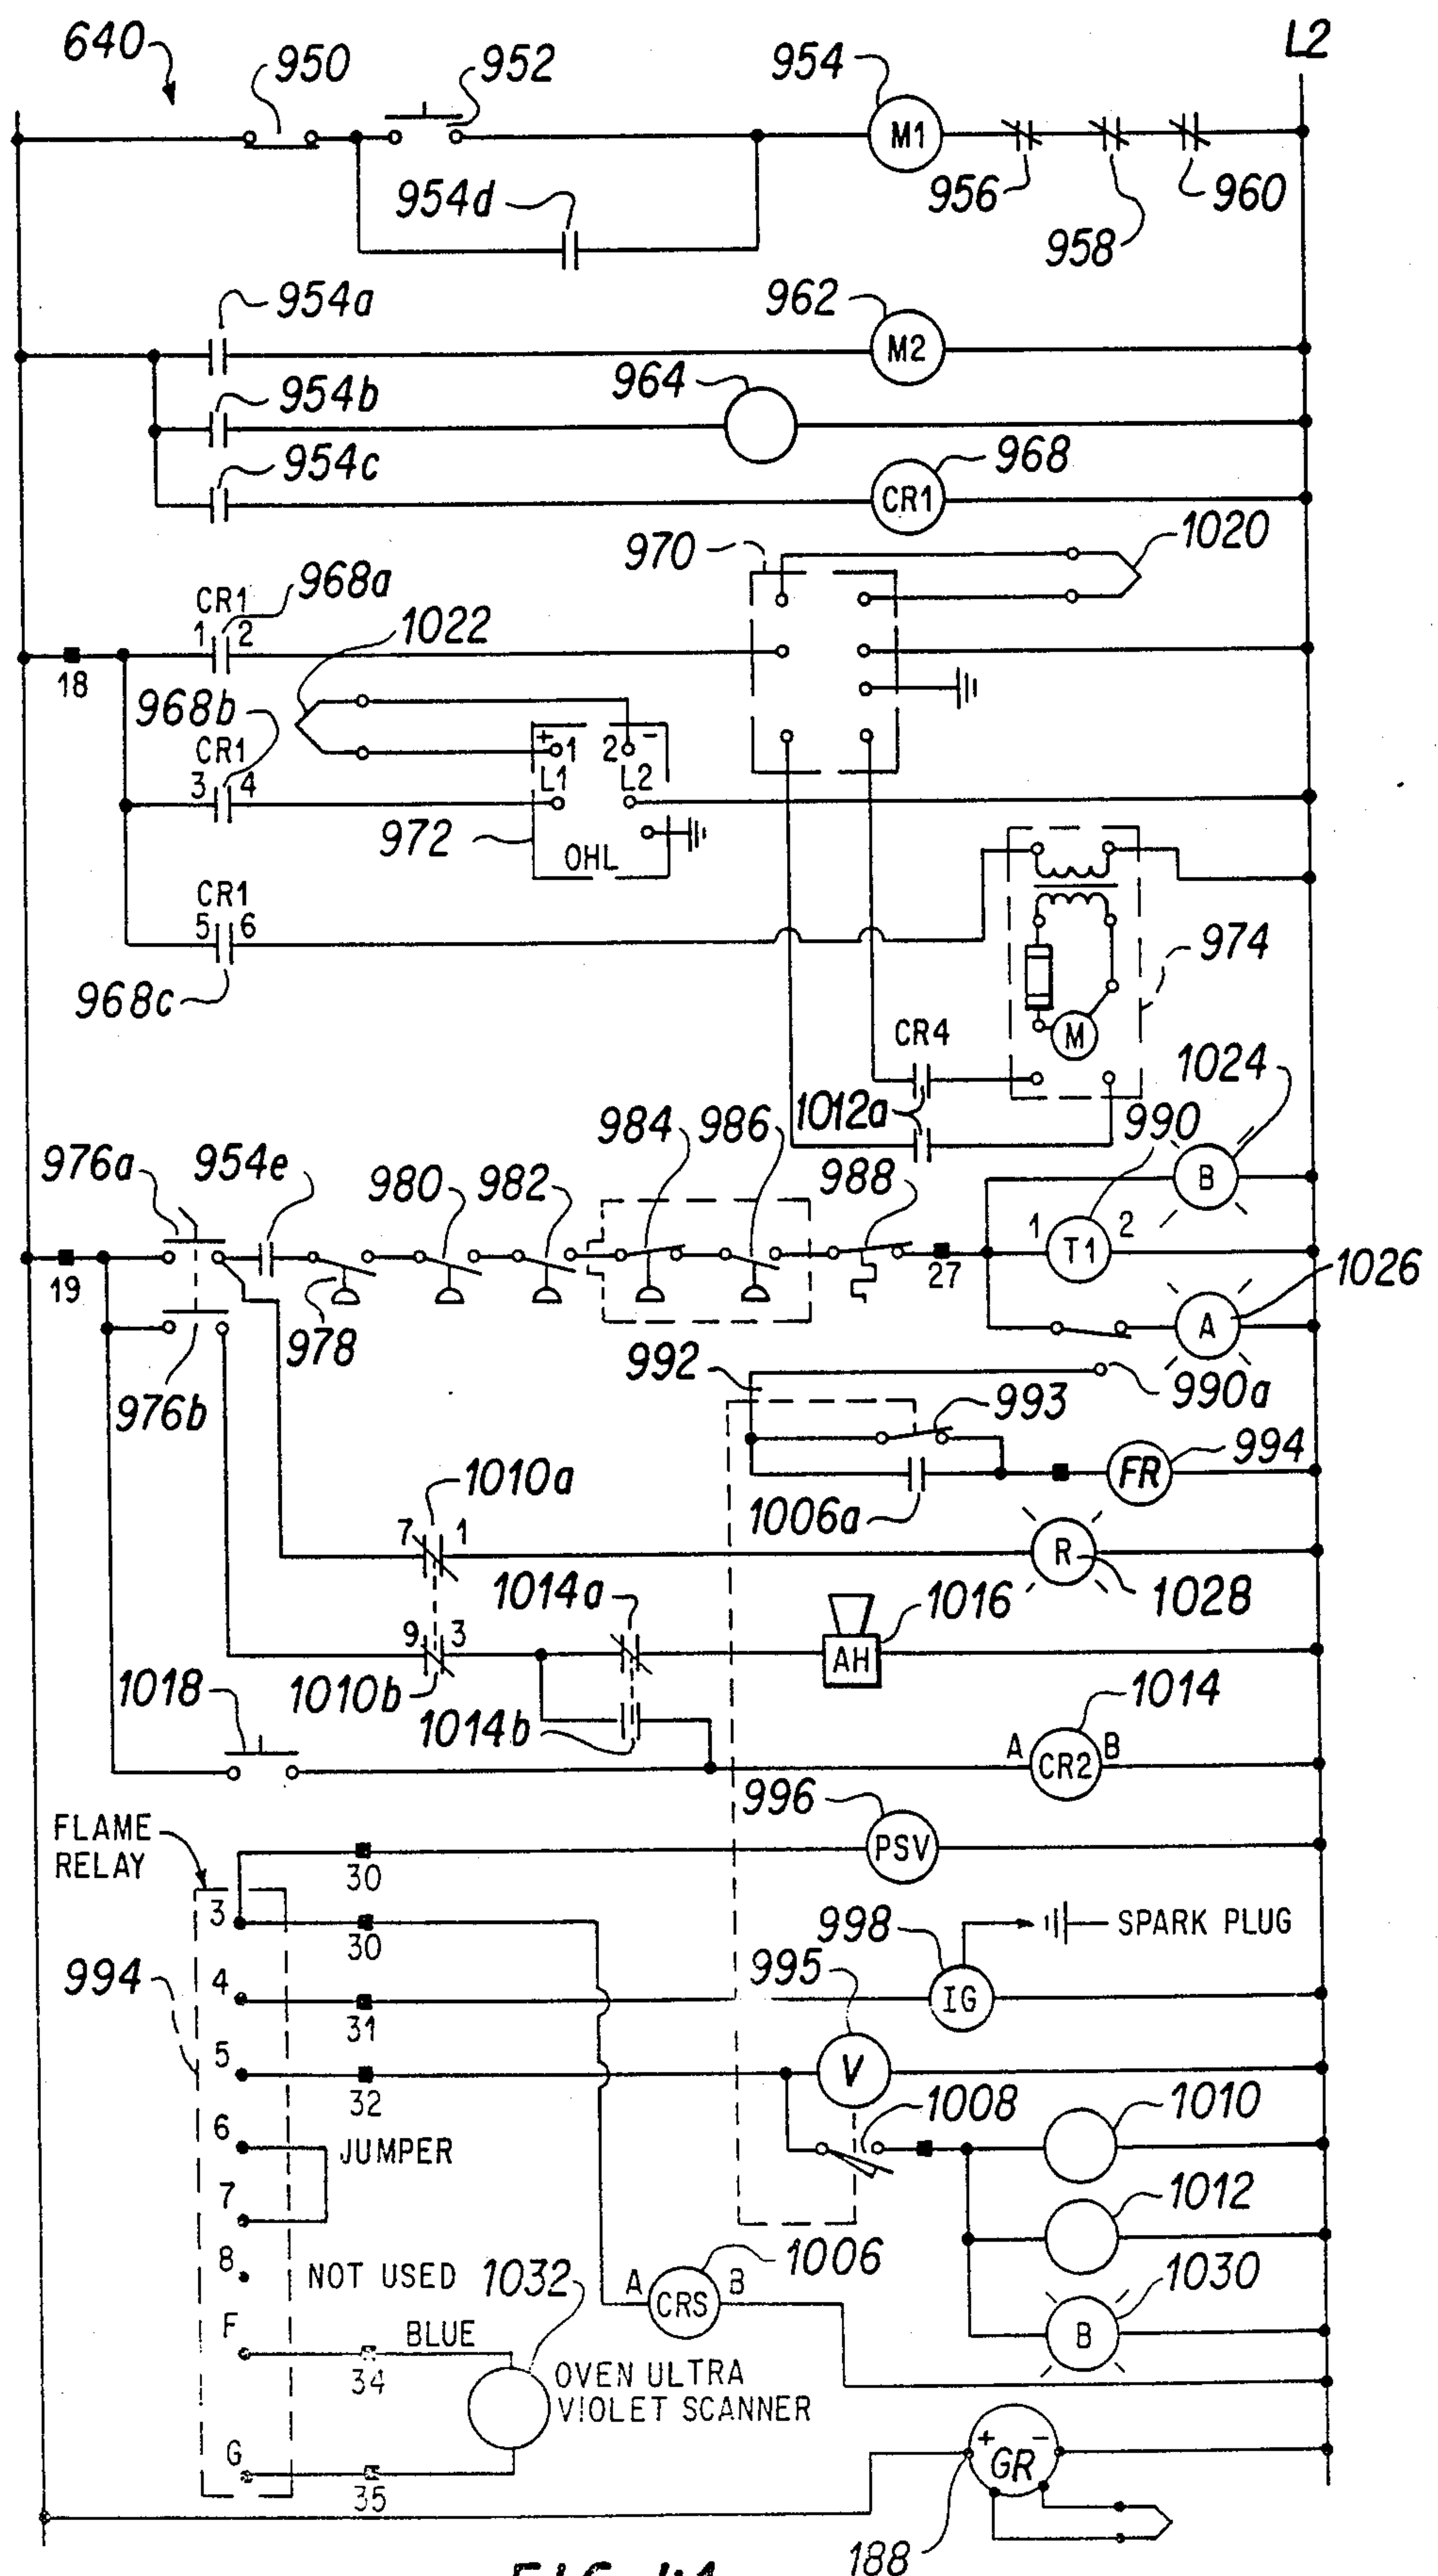 640
950
952
954
L2
M1
954d
956
958
960
954a
962
M2
954b
964
954c
968
CR1
970
1020
CR1
968a
1 2
1022
18
968b
CR1
3 4
+ 1
2 -
L1
L2
972
OHL
CR1
5 6
968c
974
M
CR4
1012a
1024
990
976a
954e
980
982
984
986
988
B
1 T1 2
19
27
1026
978
A
976b
992
993
990a
994
FR
1010a
1006a
7 1
R
1028
1014a
1016
9 3
AH
1010b
1018
1014b
1014
A CR2 B
996
FLAME
RELAY
PSV
30
3
30
998
SPARK PLUG
994
4
995
IG
31
5
V
32
1008
1010
6
JUMPER
7
1012
8
NOT USED
1032
1006
A CRS B
1030
F
BLUE
B
34
OVEN ULTRA
VIOLET SCANNER
G
35
+ -
GR
188